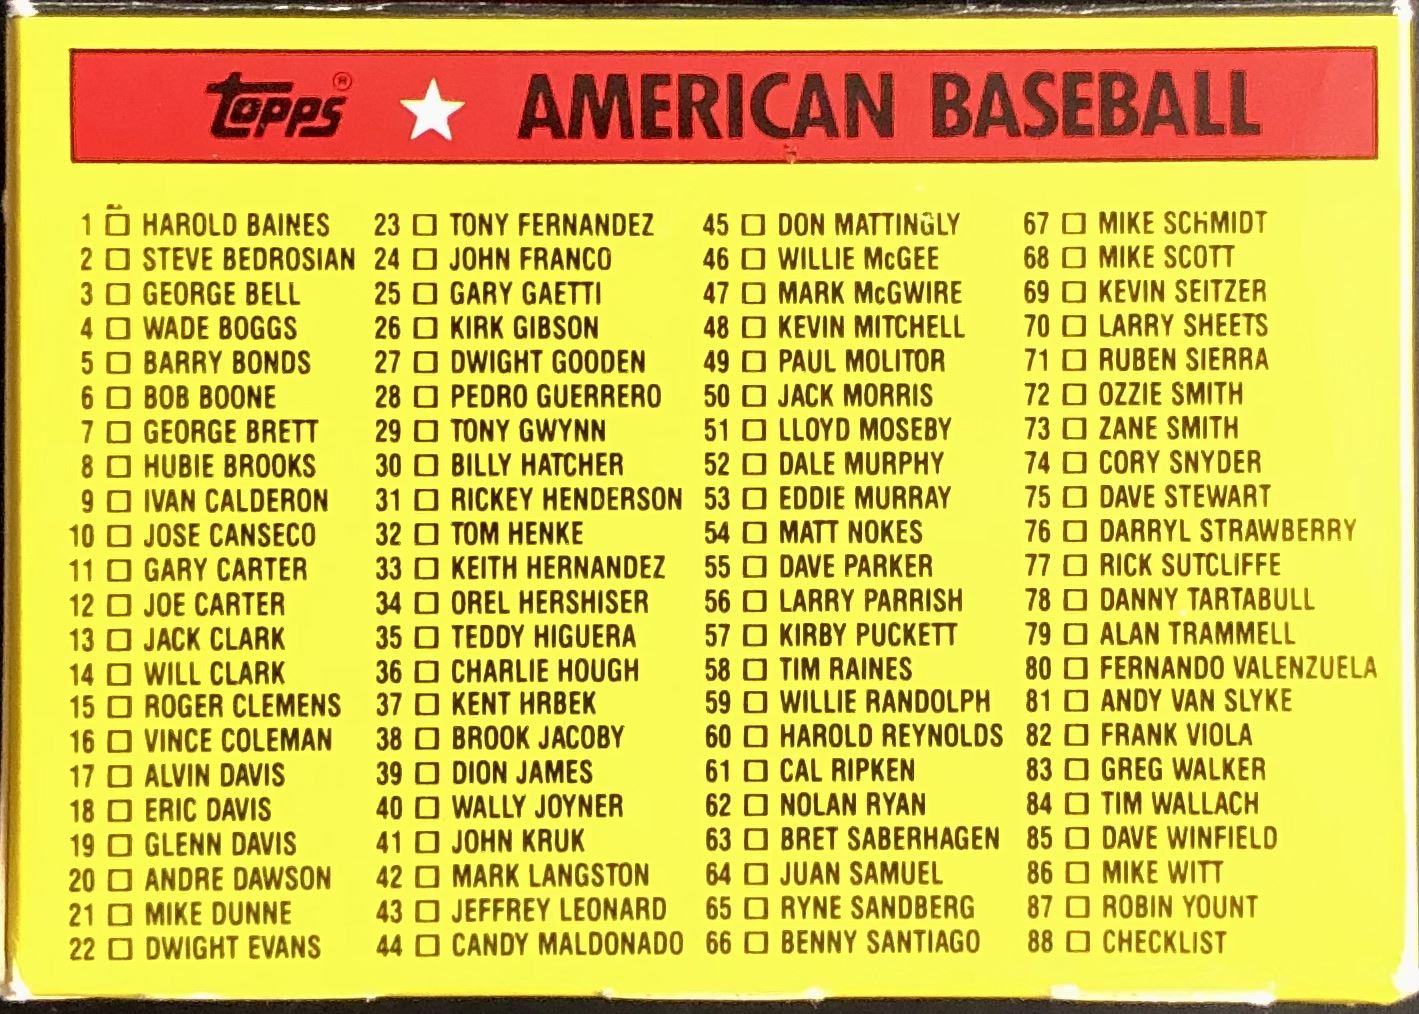 topps® ★ AMERICAN BASEBALL
1 □ HAROLD BAINES
2 □ STEVE BEDROSIAN
3 □ GEORGE BELL
4 □ WADE BOGGS
5 □ BARRY BONDS
6 □ BOB BOONE
7 □ GEORGE BRETT
8 □ HUBIE BROOKS
9 □ IVAN CALDERON
10 □ JOSE CANSECO
11 □ GARY CARTER
12 □ JOE CARTER
13 □ JACK CLARK
14 □ WILL CLARK
15 □ ROGER CLEMENS
16 □ VINCE COLEMAN
17 □ ALVIN DAVIS
18 □ ERIC DAVIS
19 □ GLENN DAVIS
20 □ ANDRE DAWSON
21 □ MIKE DUNNE
22 □ DWIGHT EVANS
23 □ TONY FERNANDEZ
24 □ JOHN FRANCO
25 □ GARY GAETTI
26 □ KIRK GIBSON
27 □ DWIGHT GOODEN
28 □ PEDRO GUERRERO
29 □ TONY GWYNN
30 □ BILLY HATCHER
31 □ RICKEY HENDERSON
32 □ TOM HENKE
33 □ KEITH HERNANDEZ
34 □ OREL HERSHISER
35 □ TEDDY HIGUERA
36 □ CHARLIE HOUGH
37 □ KENT HRBEK
38 □ BROOK JACOBY
39 □ DION JAMES
40 □ WALLY JOYNER
41 □ JOHN KRUK
42 □ MARK LANGSTON
43 □ JEFFREY LEONARD
44 □ CANDY MALDONADO
45 □ DON MATTINGLY
46 □ WILLIE McGEE
47 □ MARK McGWIRE
48 □ KEVIN MITCHELL
49 □ PAUL MOLITOR
50 □ JACK MORRIS
51 □ LLOYD MOSEBY
52 □ DALE MURPHY
53 □ EDDIE MURRAY
54 □ MATT NOKES
55 □ DAVE PARKER
56 □ LARRY PARRISH
57 □ KIRBY PUCKETT
58 □ TIM RAINES
59 □ WILLIE RANDOLPH
60 □ HAROLD REYNOLDS
61 □ CAL RIPKEN
62 □ NOLAN RYAN
63 □ BRET SABERHAGEN
64 □ JUAN SAMUEL
65 □ RYNE SANDBERG
66 □ BENNY SANTIAGO
67 □ MIKE SCHMIDT
68 □ MIKE SCOTT
69 □ KEVIN SEITZER
70 □ LARRY SHEETS
71 □ RUBEN SIERRA
72 □ OZZIE SMITH
73 □ ZANE SMITH
74 □ CORY SNYDER
75 □ DAVE STEWART
76 □ DARRYL STRAWBERRY
77 □ RICK SUTCLIFFE
78 □ DANNY TARTABULL
79 □ ALAN TRAMMELL
80 □ FERNANDO VALENZUELA
81 □ ANDY VAN SLYKE
82 □ FRANK VIOLA
83 □ GREG WALKER
84 □ TIM WALLACH
85 □ DAVE WINFIELD
86 □ MIKE WITT
87 □ ROBIN YOUNT
88 □ CHECKLIST